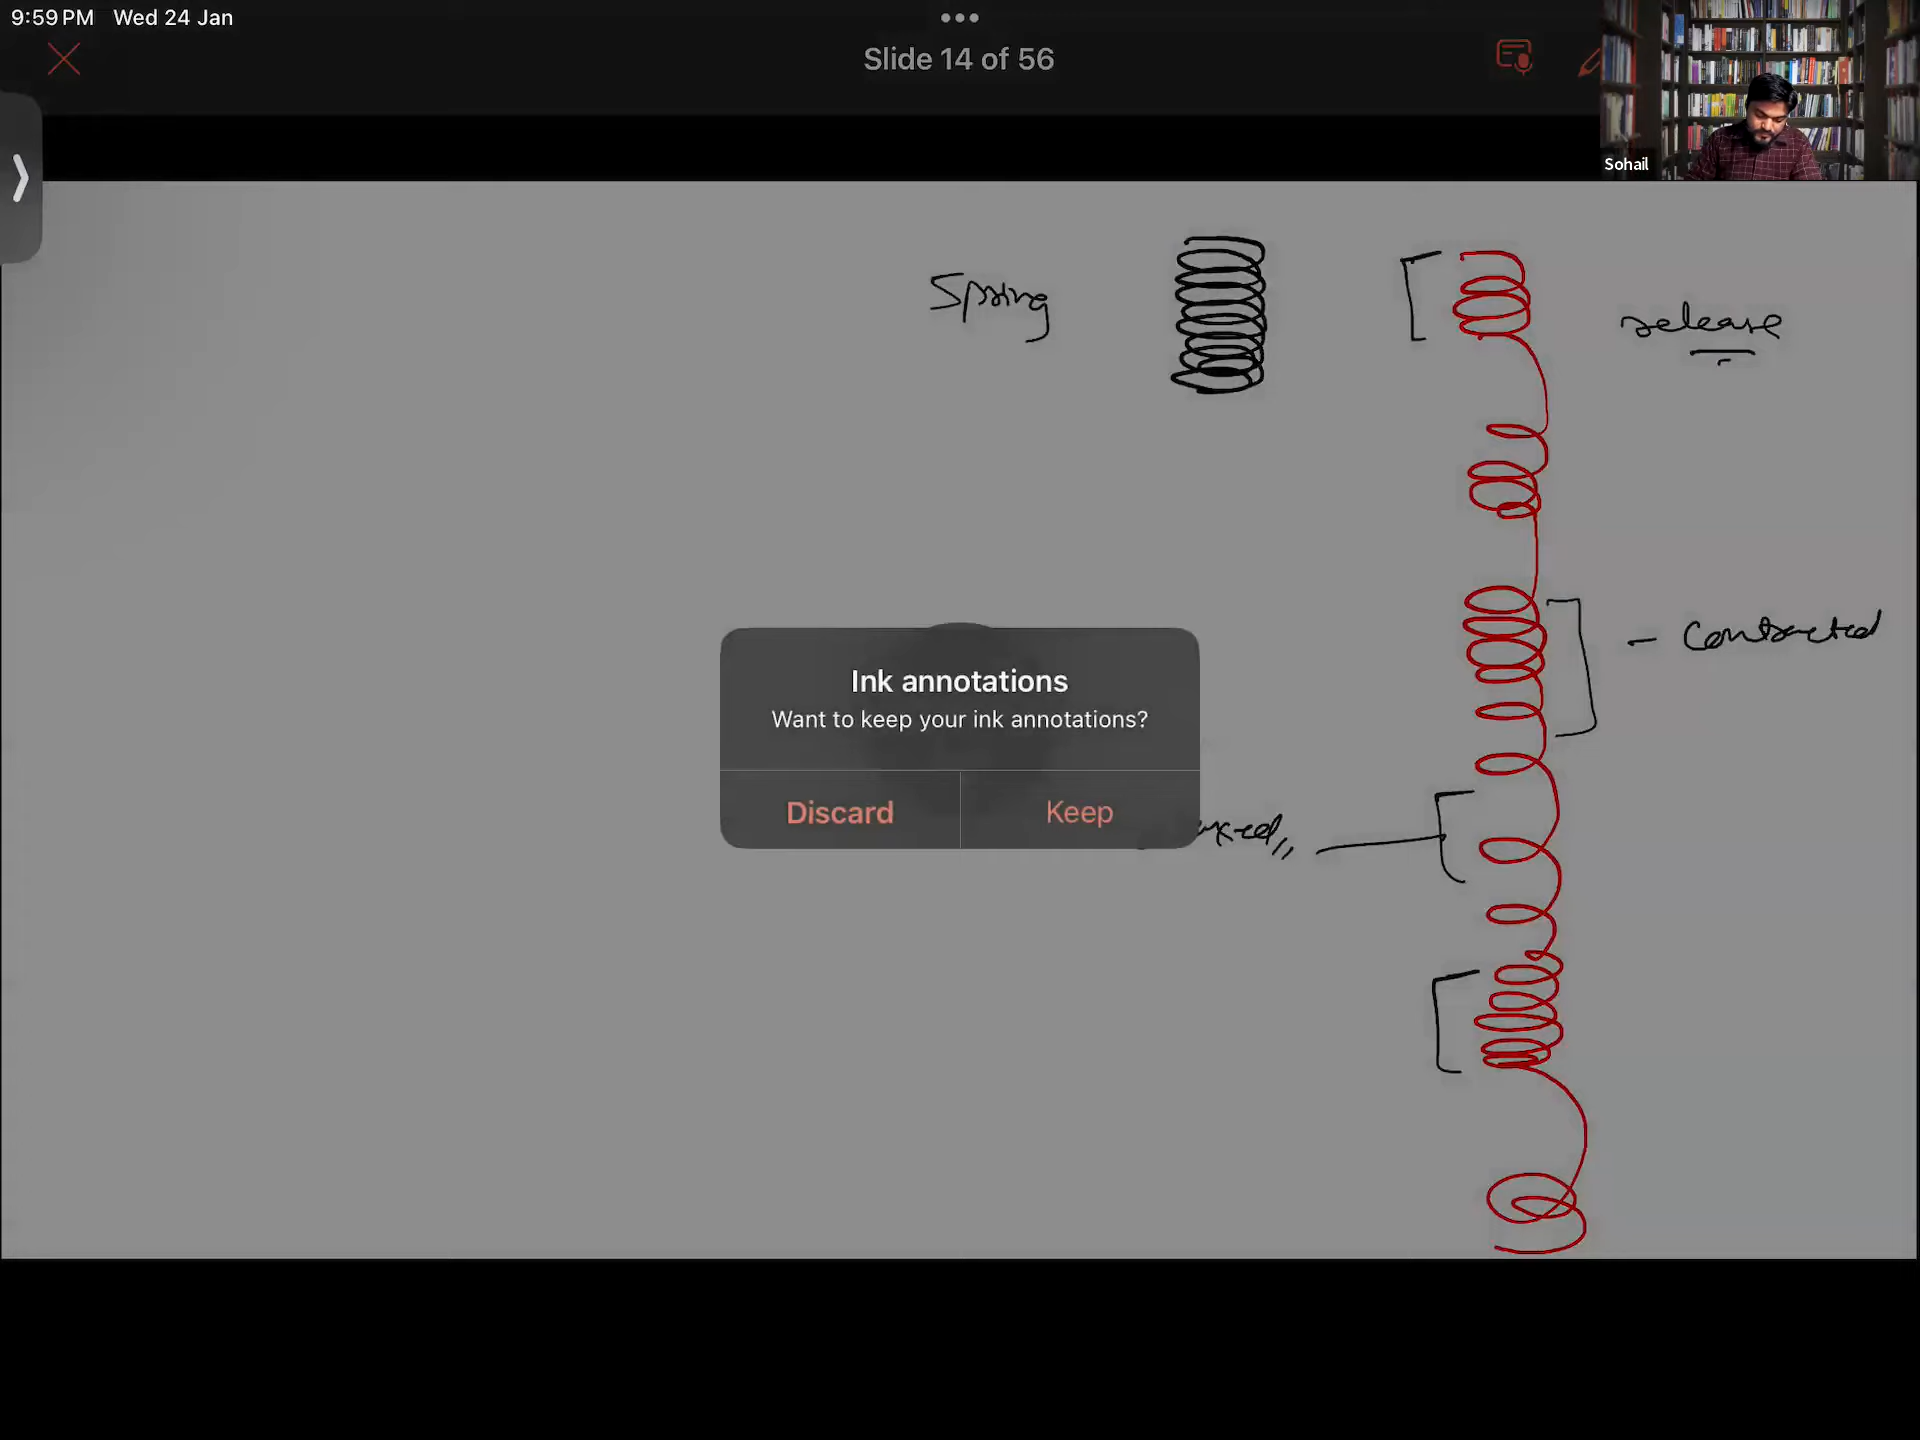 9:59 PM Wed 24 Jan
Slide 14 of 56
Sohail
Spring
release
- Contracted
Ink annotations
Want to keep your ink annotations?
Discard Keep